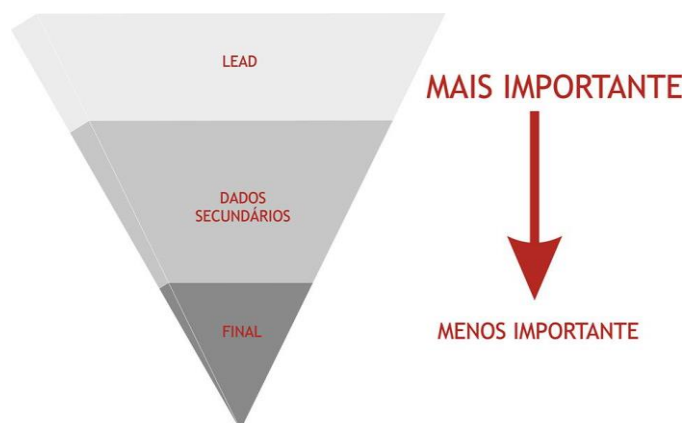 LEAD
MAIS IMPORTANTE
DADOS
SECUNDÁRIOS
FINAL
MENOS IMPORTANTE